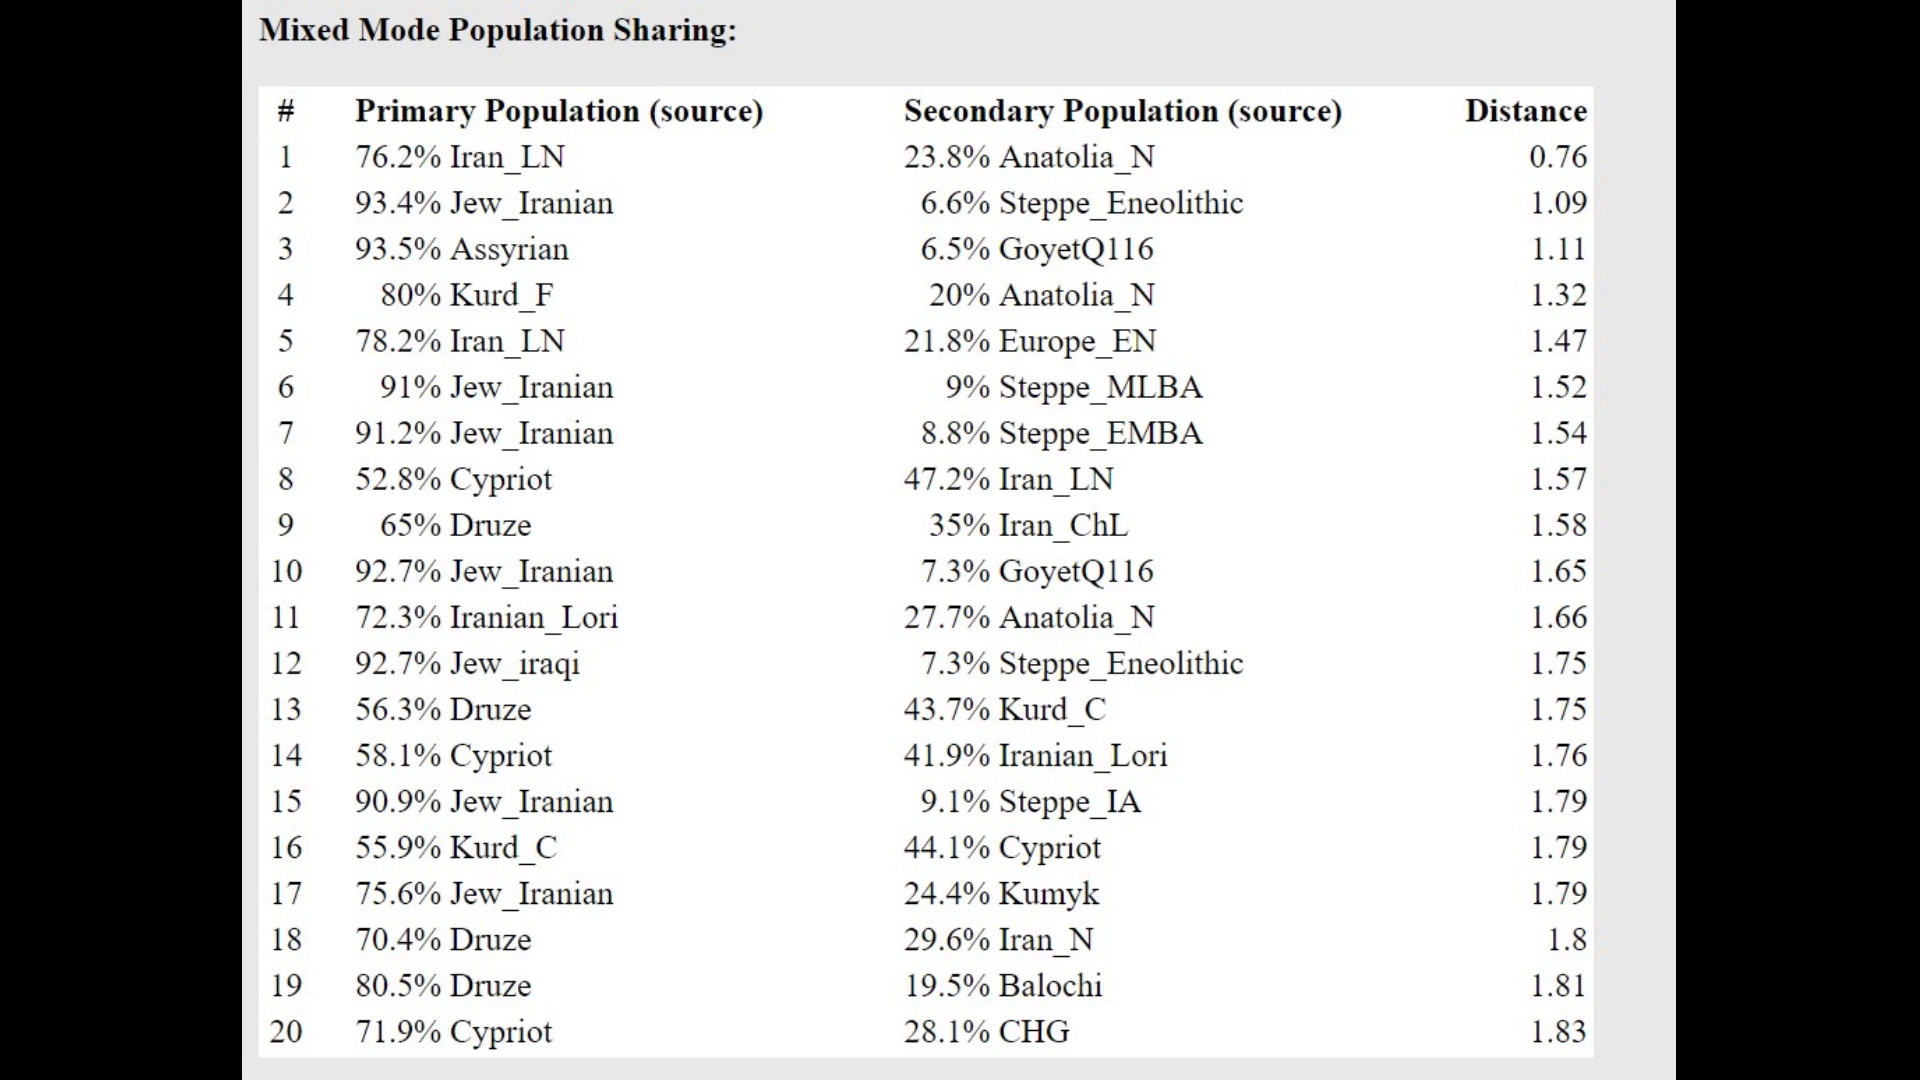 Mixed Mode Population Sharing:
# Primary Population (source) Secondary Population (source) Distance
1 76.2% Iran_LN 23.8% Anatolia_N 0.76
2 93.4% Jew_Iranian 6.6% Steppe_Eneolithic 1.09
3 93.5% Assyrian 6.5% GoyetQ116 1.11
4 80% Kurd_F 20% Anatolia_N 1.32
5 78.2% Iran_LN 21.8% Europe_EN 1.47
6 91% Jew_Iranian 9% Steppe_MLBA 1.52
7 91.2% Jew_Iranian 8.8% Steppe_EMBA 1.54
8 52.8% Cypriot 47.2% Iran_LN 1.57
9 65% Druze 35% Iran_ChL 1.58
10 92.7% Jew_Iranian 7.3% GoyetQ116 1.65
11 72.3% Iranian_Lori 27.7% Anatolia_N 1.66
12 92.7% Jew_iraqi 7.3% Steppe_Eneolithic 1.75
13 56.3% Druze 43.7% Kurd_C 1.75
14 58.1% Cypriot 41.9% Iranian_Lori 1.76
15 90.9% Jew_Iranian 9.1% Steppe_IA 1.79
16 55.9% Kurd_C 44.1% Cypriot 1.79
17 75.6% Jew_Iranian 24.4% Kumyk 1.79
18 70.4% Druze 29.6% Iran_N 1.8
19 80.5% Druze 19.5% Balochi 1.81
20 71.9% Cypriot 28.1% CHG 1.83